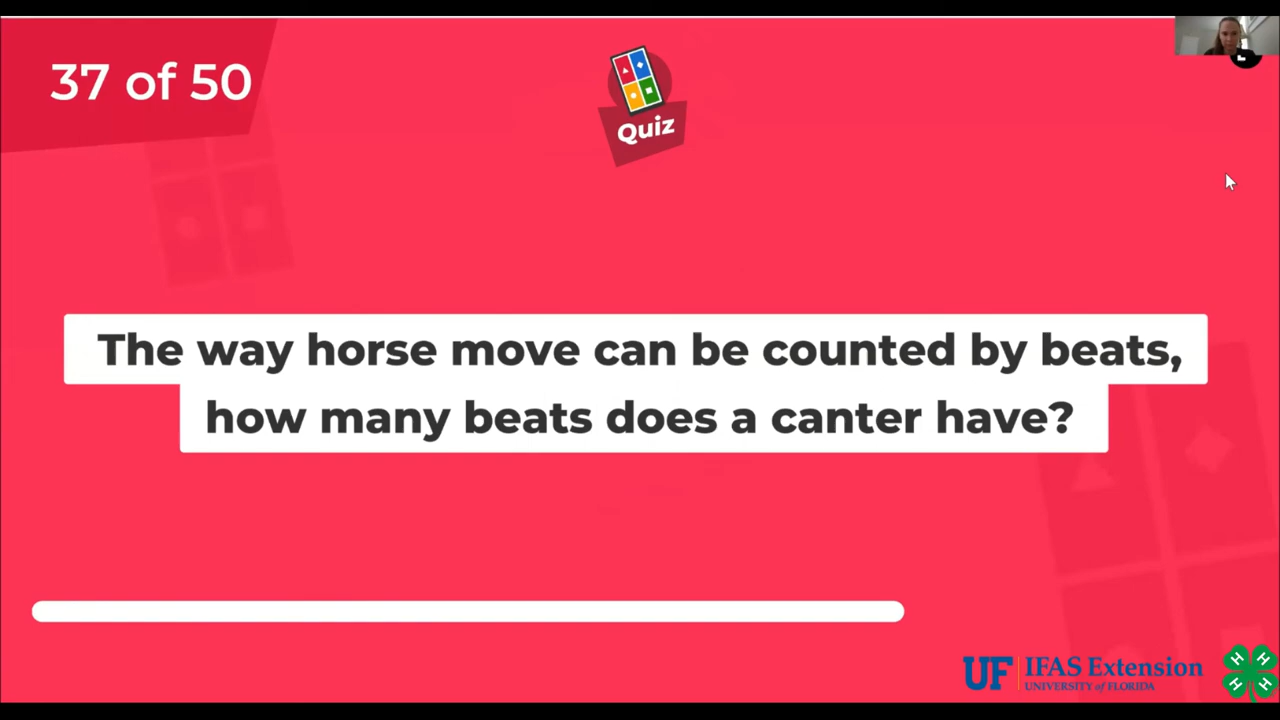 37 of 50
Quiz
The way horse move can be counted by beats,
how many beats does a canter have?
UF IFAS Extension
UNIVERSITY of FLORIDA
H H
H H